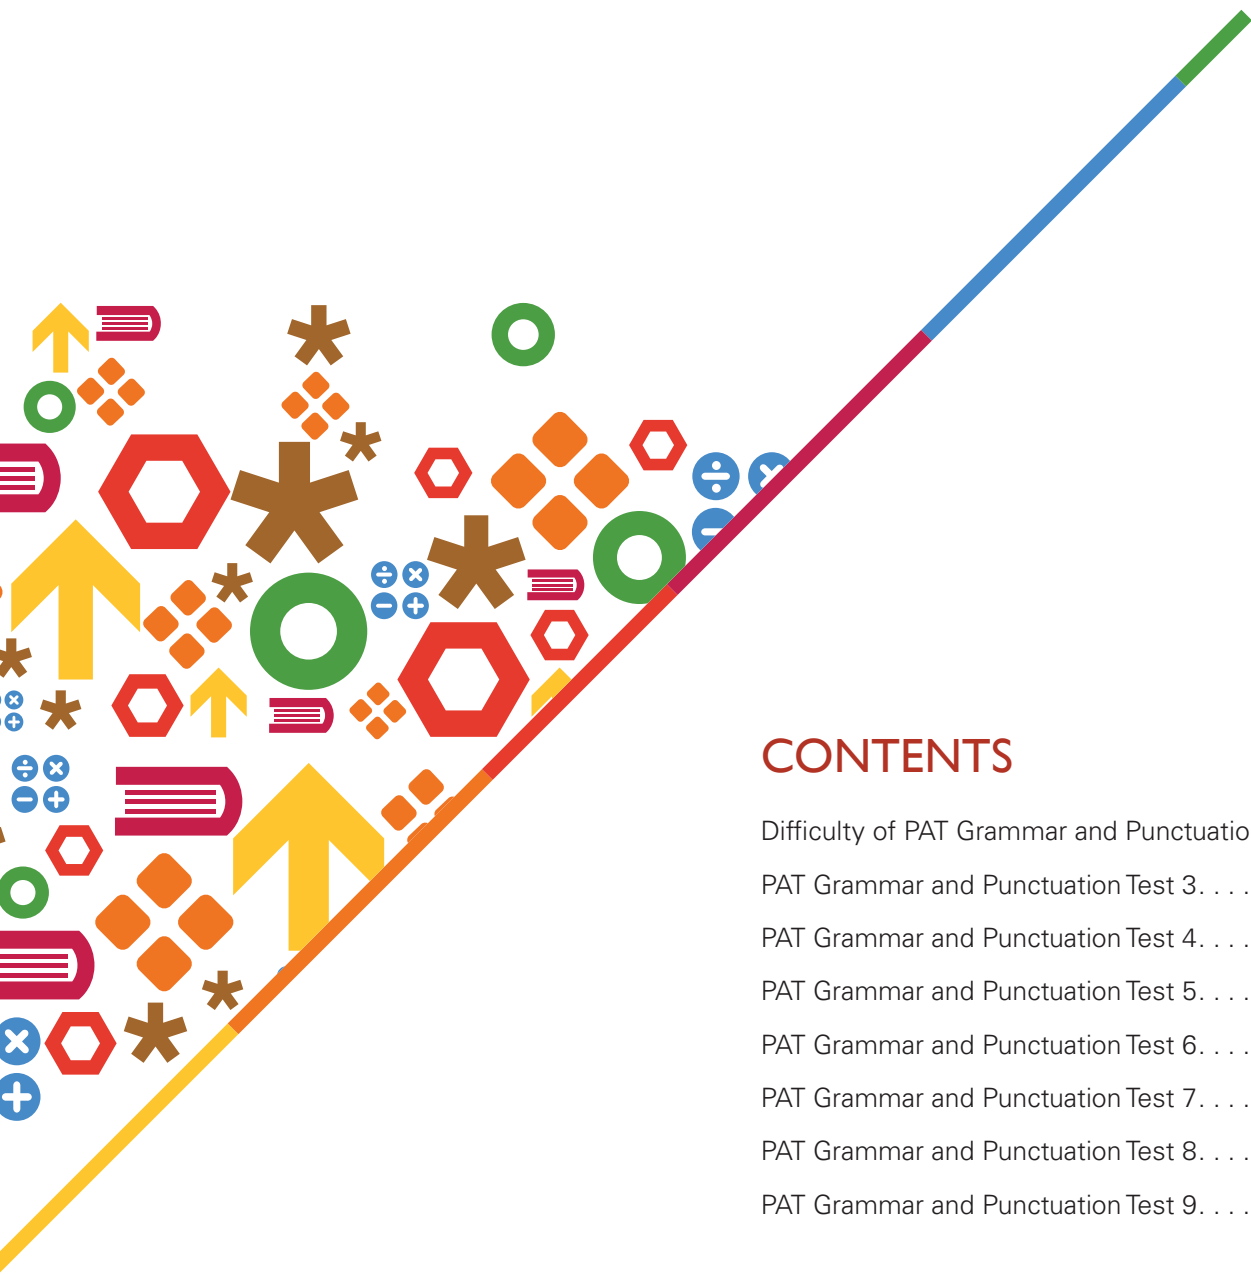 CONTENTS
Difficulty of PAT Grammar and Punctuatio
PAT Grammar and Punctuation Test 3. . . .
PAT Grammar and Punctuation Test 4. . . .
PAT Grammar and Punctuation Test 5. . . .
PAT Grammar and Punctuation Test 6. . . .
PAT Grammar and Punctuation Test 7. . . .
PAT Grammar and Punctuation Test 8. . . .
PAT Grammar and Punctuation Test 9. . . .